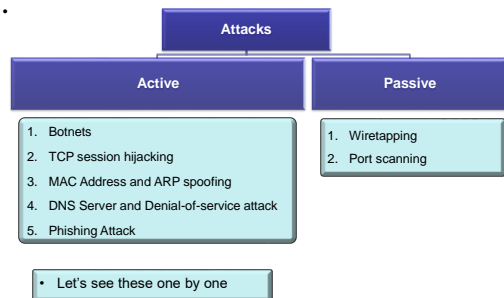 •
Attacks
Active
Passive
1. Botnets
2. TCP session hijacking
3. MAC Address and ARP spoofing
4. DNS Server and Denial-of-service attack
5. Phishing Attack
1. Wiretapping
2. Port scanning
• Let's see these one by one